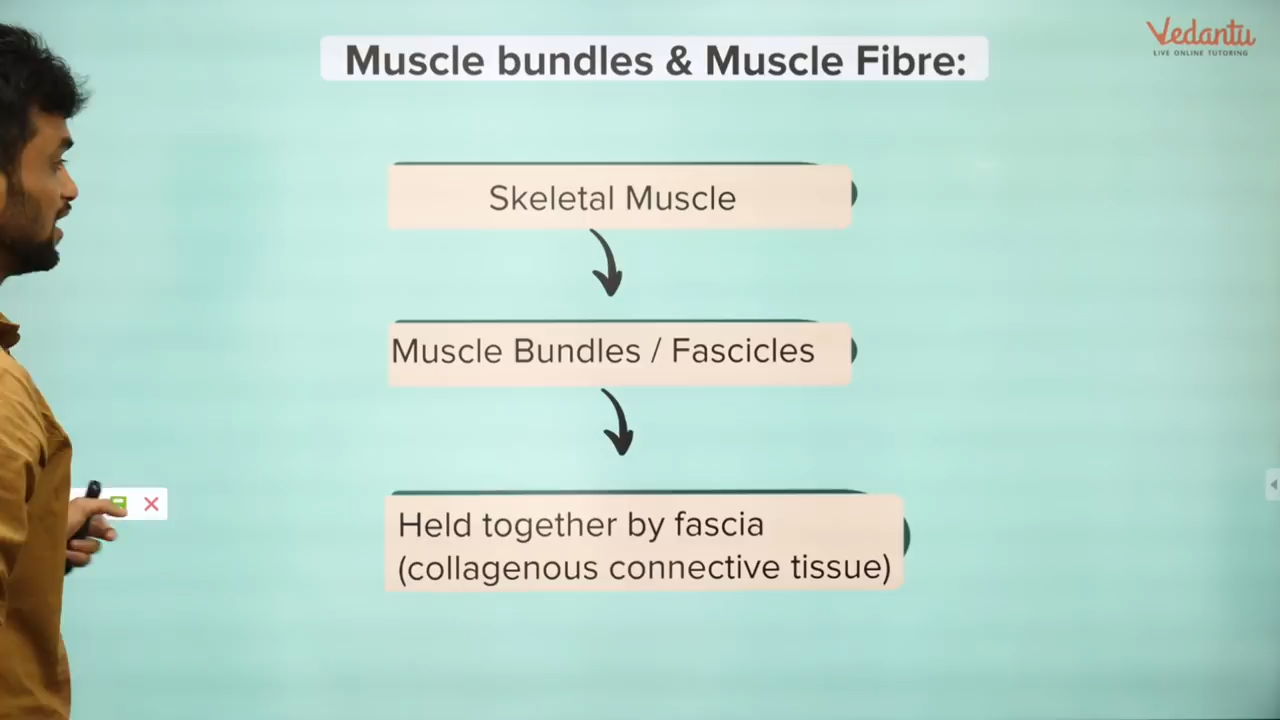 Vedantu
LIVE ONLINE TUTORING
Muscle bundles & Muscle Fibre:
Skeletal Muscle
Muscle Bundles / Fascicles
Held together by fascia
(collagenous connective tissue)